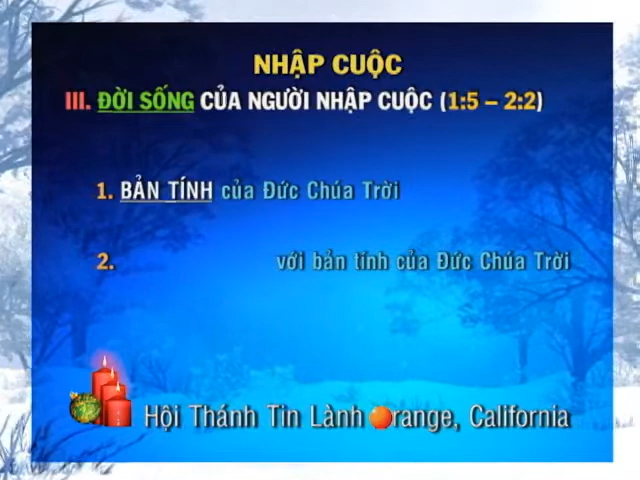 NHẬP CUỘC
III. ĐỜI SỐNG CỦA NGƯỜI NHẬP CUỘC (1:5 – 2:2)
1. BẢN TÍNH của Đức Chúa Trời
2. với bản tính của Đức Chúa Trời
Hội Thánh Tin Lành Orange, California